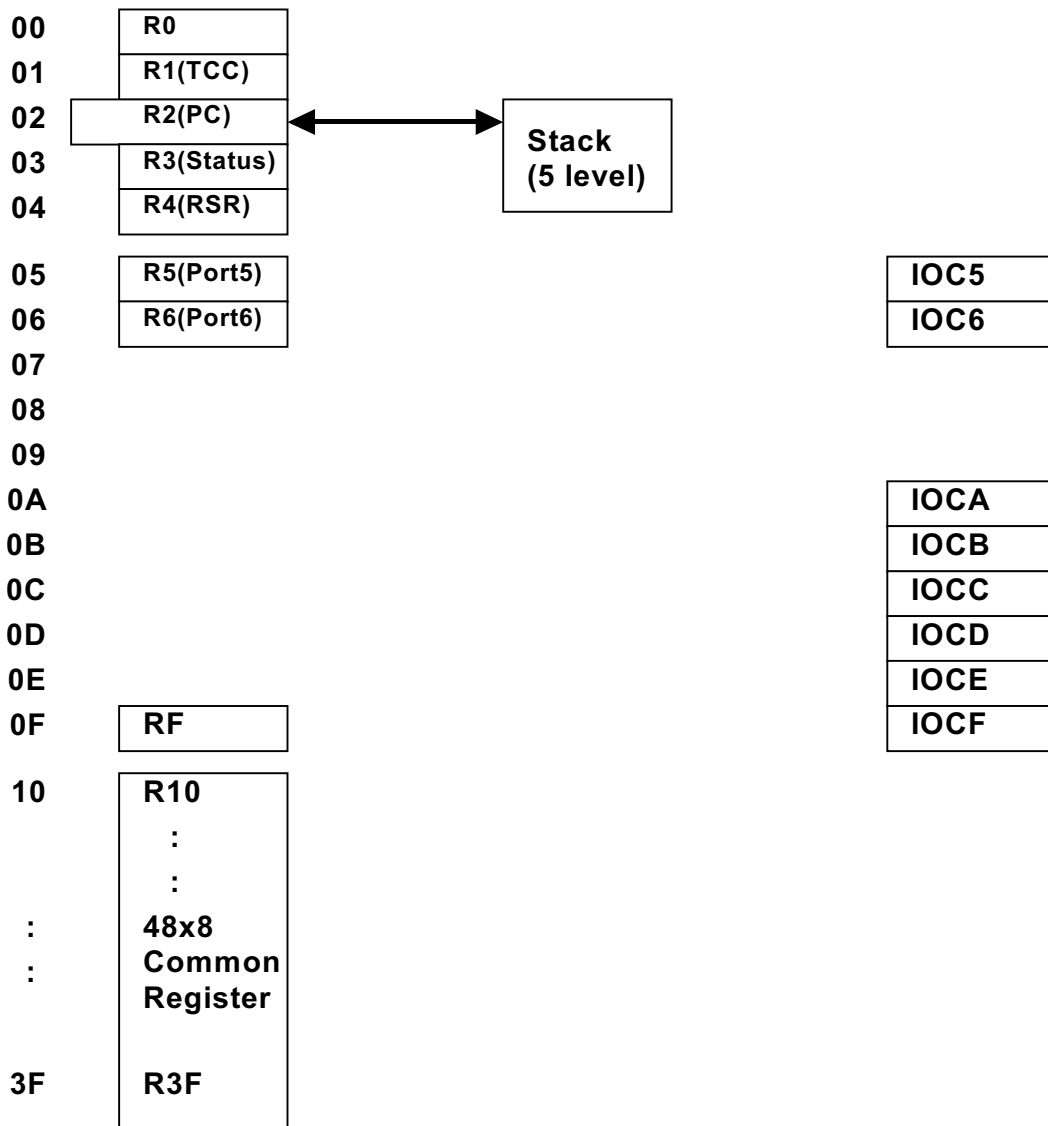 00 R0
01 R1(TCC)
02 R2(PC)
Stack
(5 level)
03 R3(Status)
04 R4(RSR)
05 R5(Port5) IOC5
06 R6(Port6) IOC6
07
08
09
0A IOCA
0B IOCB
0C IOCC
0D IOCD
0E IOCE
0F RF IOCF
10 R10
:
:
: 48x8
: Common
Register
3F R3F